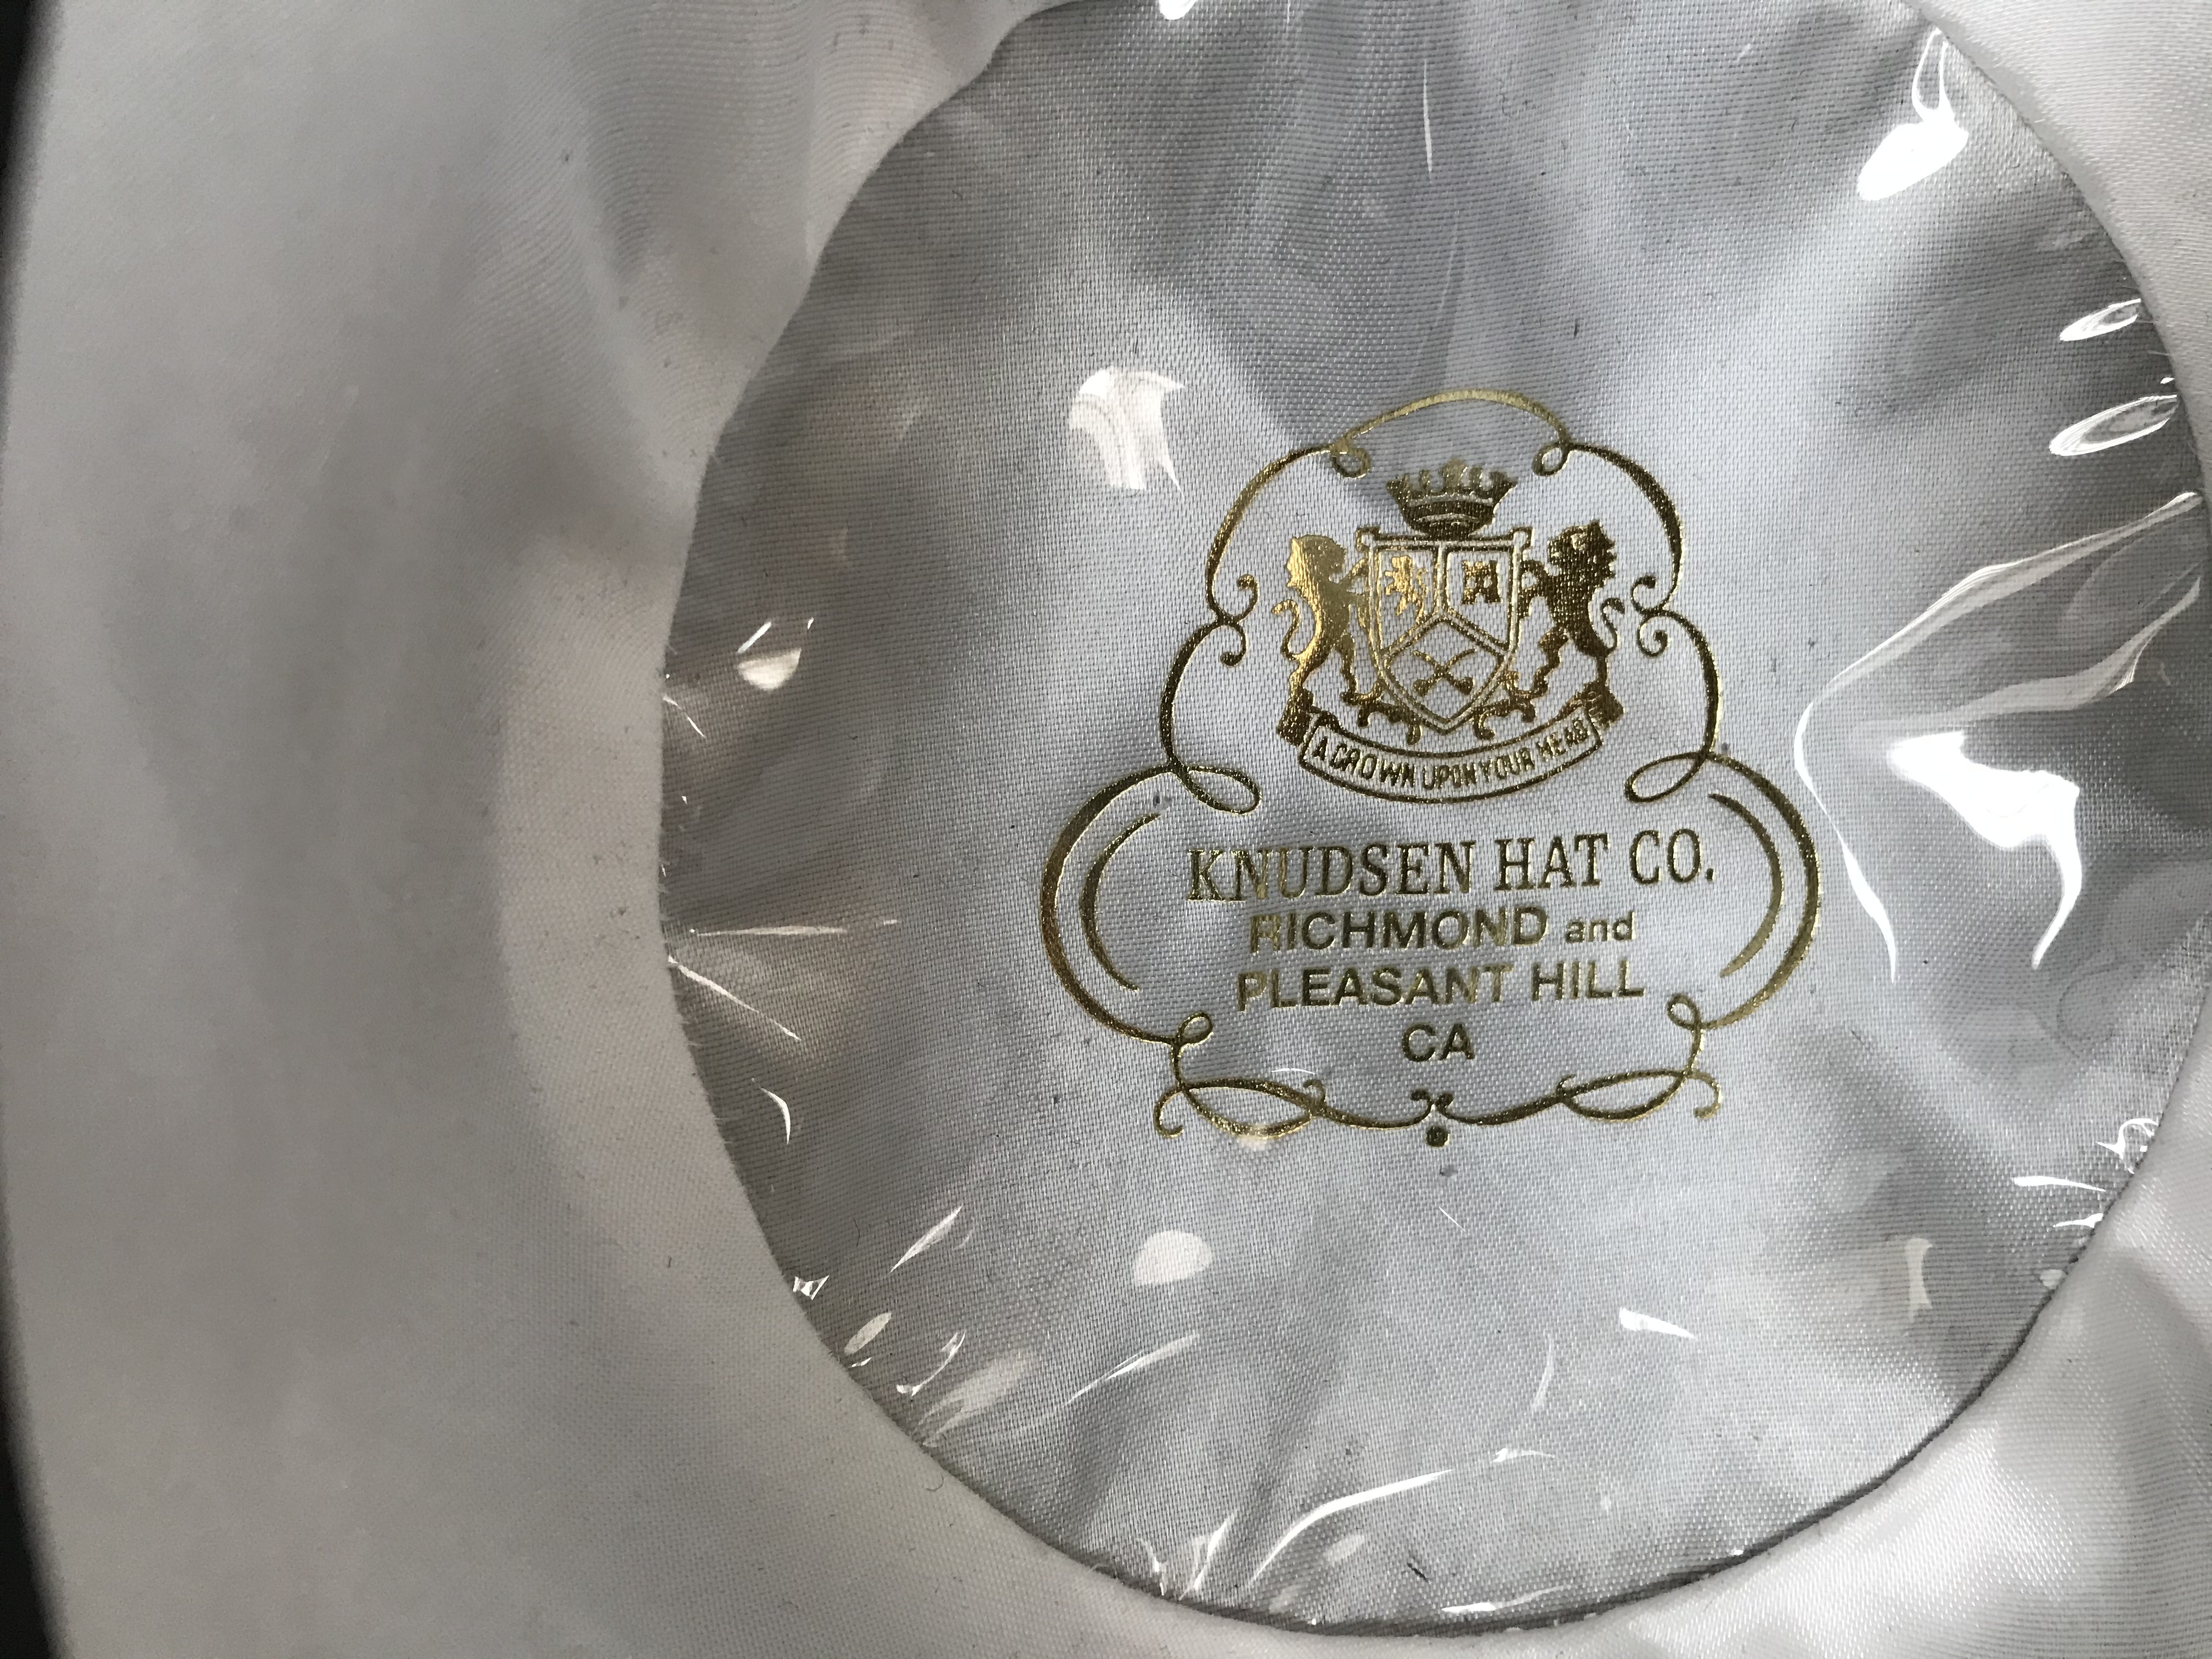 A CROWN UPON YOUR HEAD
KNUDSEN HAT CO.
RICHMOND and
PLEASANT HILL
CA